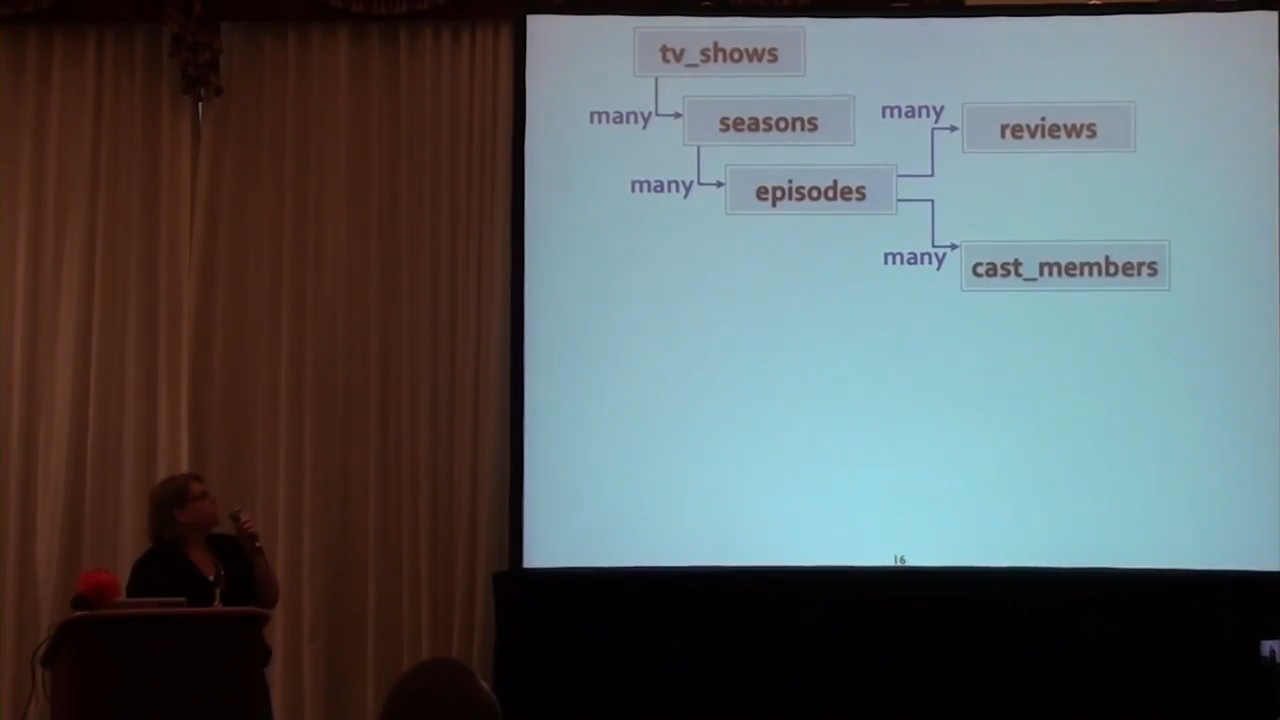 tv_shows
many
seasons
many
reviews
many
episodes
many
cast_members
16